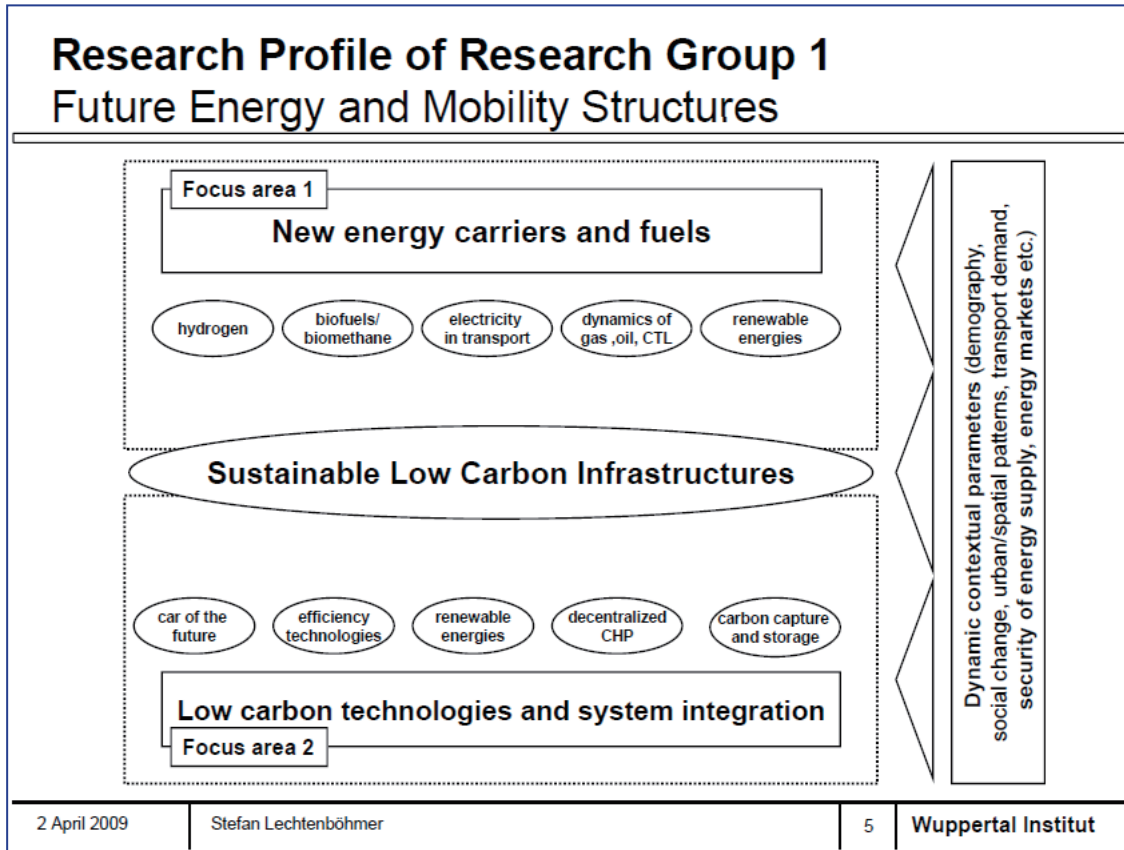 Research Profile of Research Group 1
Future Energy and Mobility Structures
Focus area 1
New energy carriers and fuels
hydrogen
biofuels/
biomethane
electricity
in transport
dynamics of
gas ,oil, CTL
renewable
energies
Sustainable Low Carbon Infrastructures
car of the
future
efficiency
technologies
renewable
energies
decentralized
CHP
carbon capture
and storage
Low carbon technologies and system integration
Focus area 2
Dynamic contextual parameters (demography,
social change, urban/spatial patterns, transport demand,
security of energy supply, energy markets etc.)
2 April 2009
Stefan Lechtenböhmer
5
Wuppertal Institut